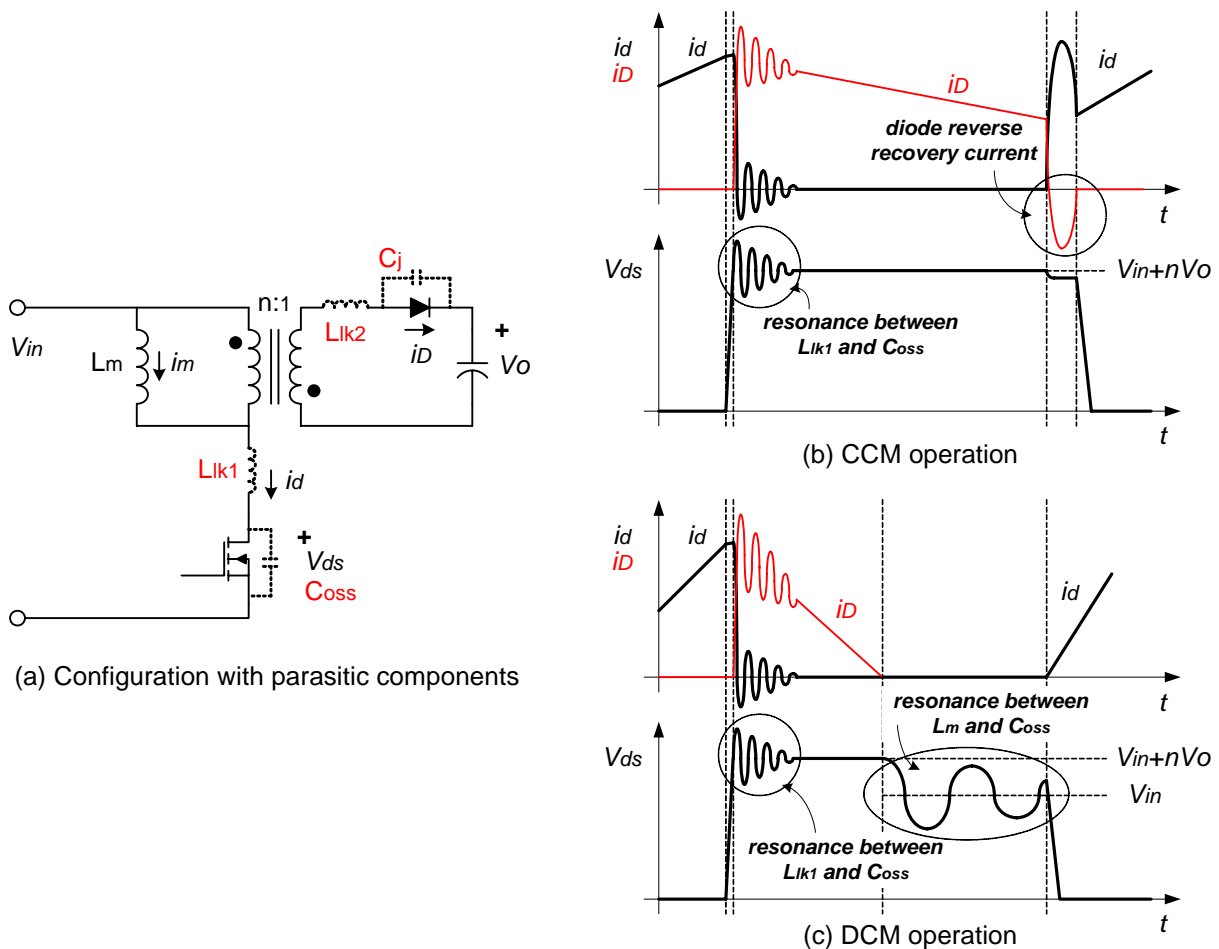 Vin
Lm
im
n:1
Llk1
id
+
Vds
Coss
Llk2
Cj
iD
+
Vo
(a) Configuration with parasitic components
id
iD
id
iD
id
diode reverse
recovery current
t
Vds
Vin+nVo
resonance between
Llk1 and Coss
t
(b) CCM operation
id
iD
id
iD
id
resonance between
Lm and Coss
t
Vds
Vin+nVo
Vin
resonance between
Llk1 and Coss
t
(c) DCM operation